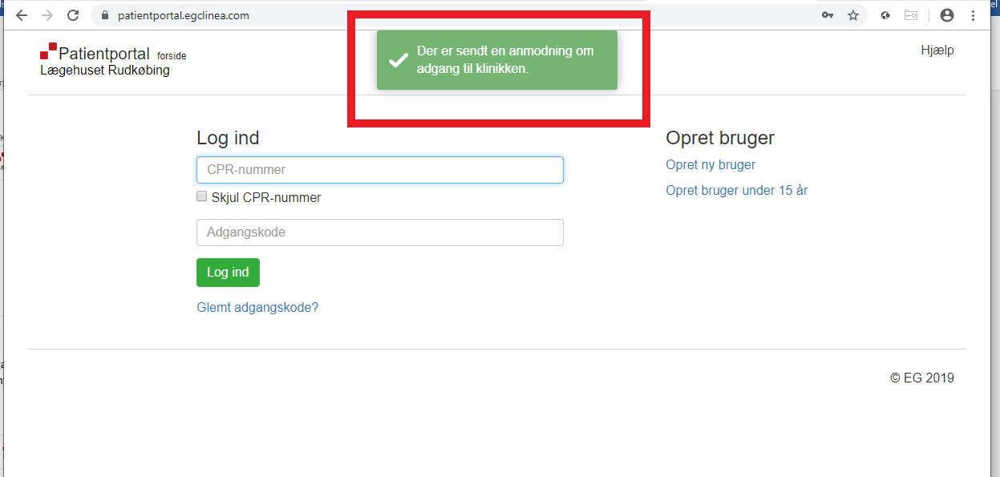 patientportal.egclinea.com
Patientportal forside
Lægehuset Rudkøbing
Der er sendt en anmodning om
adgang til klinikken.
Hjælp
Log ind
CPR-nummer
Skjul CPR-nummer
Adgangskode
Log ind
Glemt adgangskode?
Opret bruger
Opret ny bruger
Opret bruger under 15 år
© EG 2019